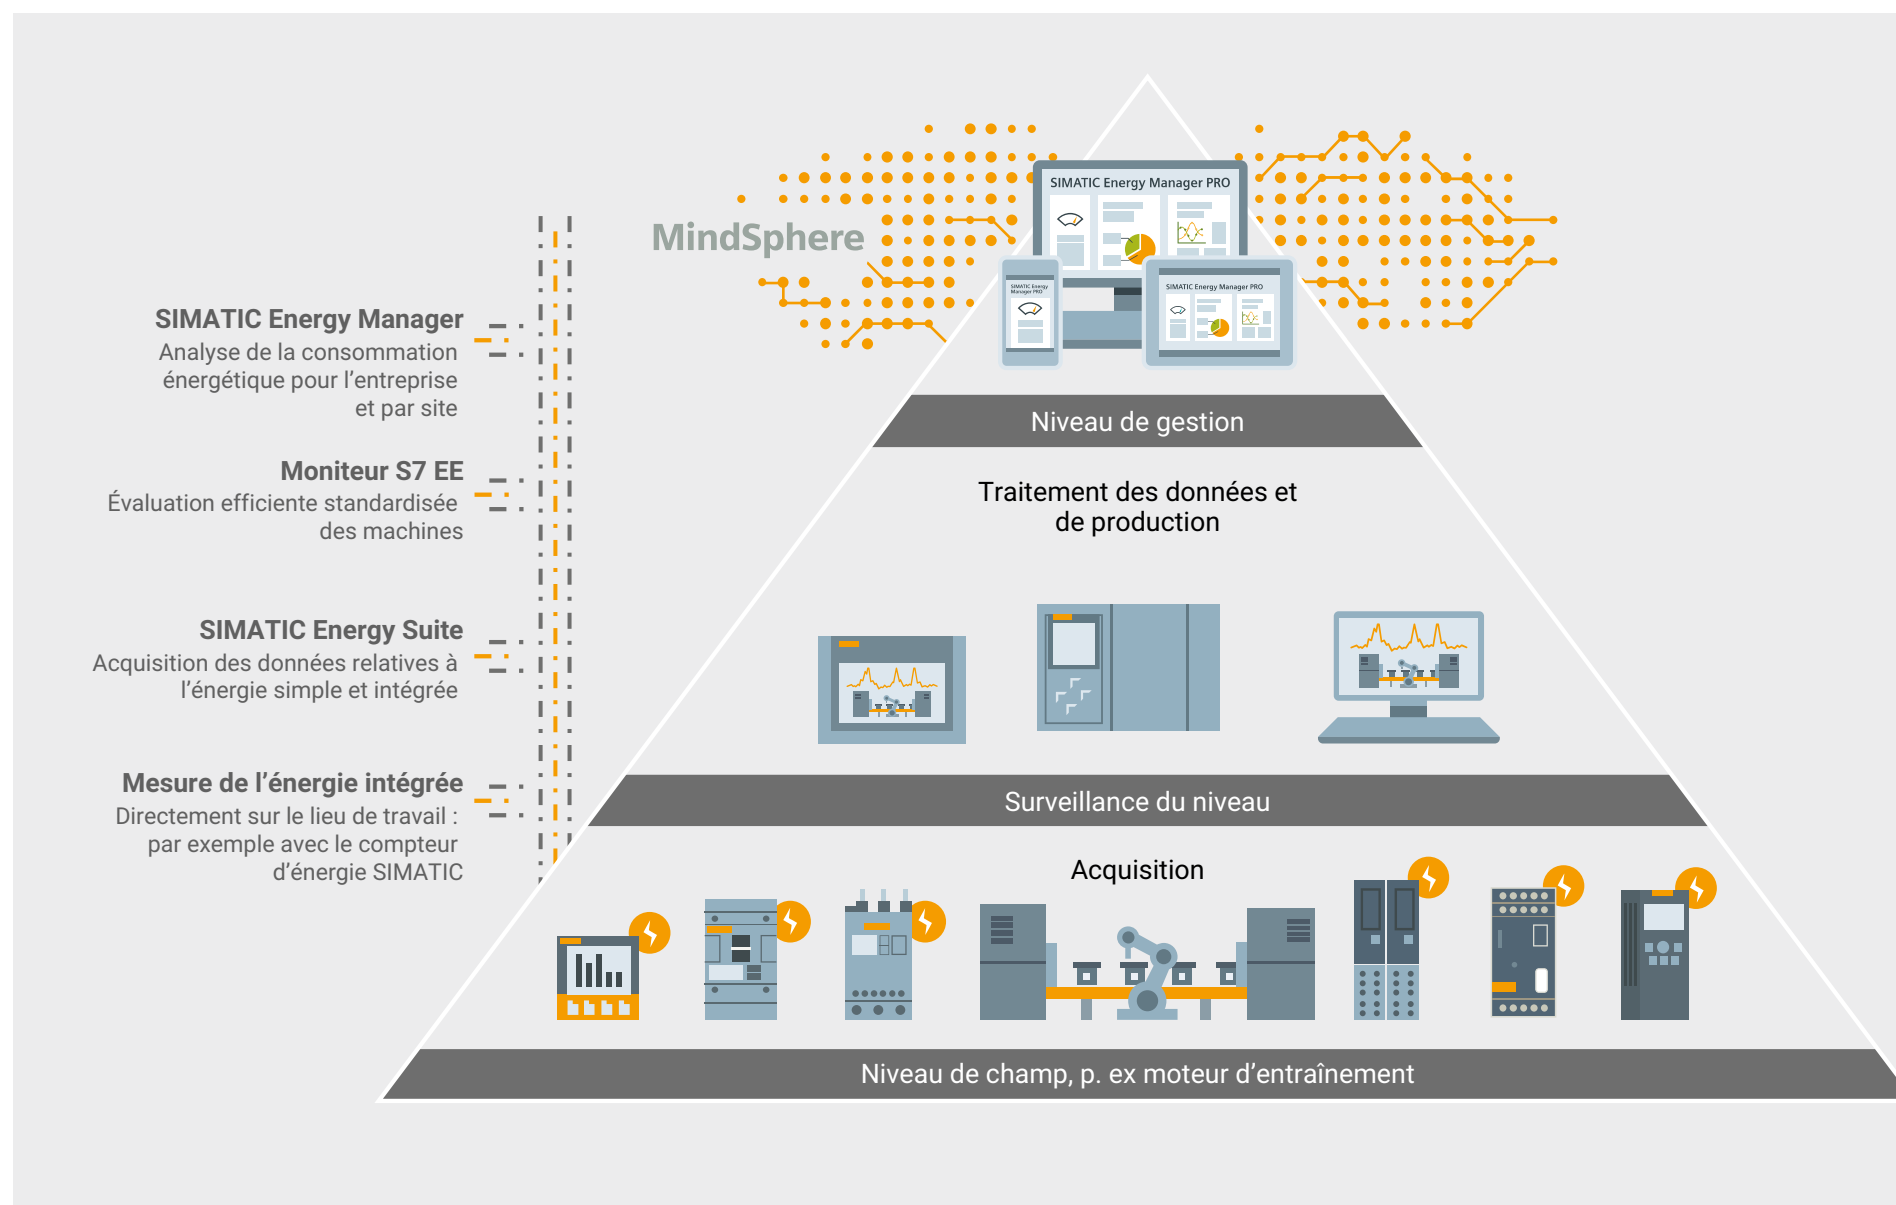 SIMATIC Energy Manager PRO
MindSphere
SIMATIC Energy
Manager PRO
SIMATIC Energy Manager PRO
SIMATIC Energy Manager
Analyse de la consommation
énergétique pour l’entreprise
et par site
Niveau de gestion
Moniteur S7 EE
Évaluation efficiente standardisée
des machines
Traitement des données et
de production
SIMATIC Energy Suite
Acquisition des données relatives à
l’énergie simple et intégrée
Mesure de l’énergie intégrée
Directement sur le lieu de travail :
par exemple avec le compteur
d’énergie SIMATIC
Surveillance du niveau
Acquisition
Niveau de champ, p. ex moteur d’entraînement